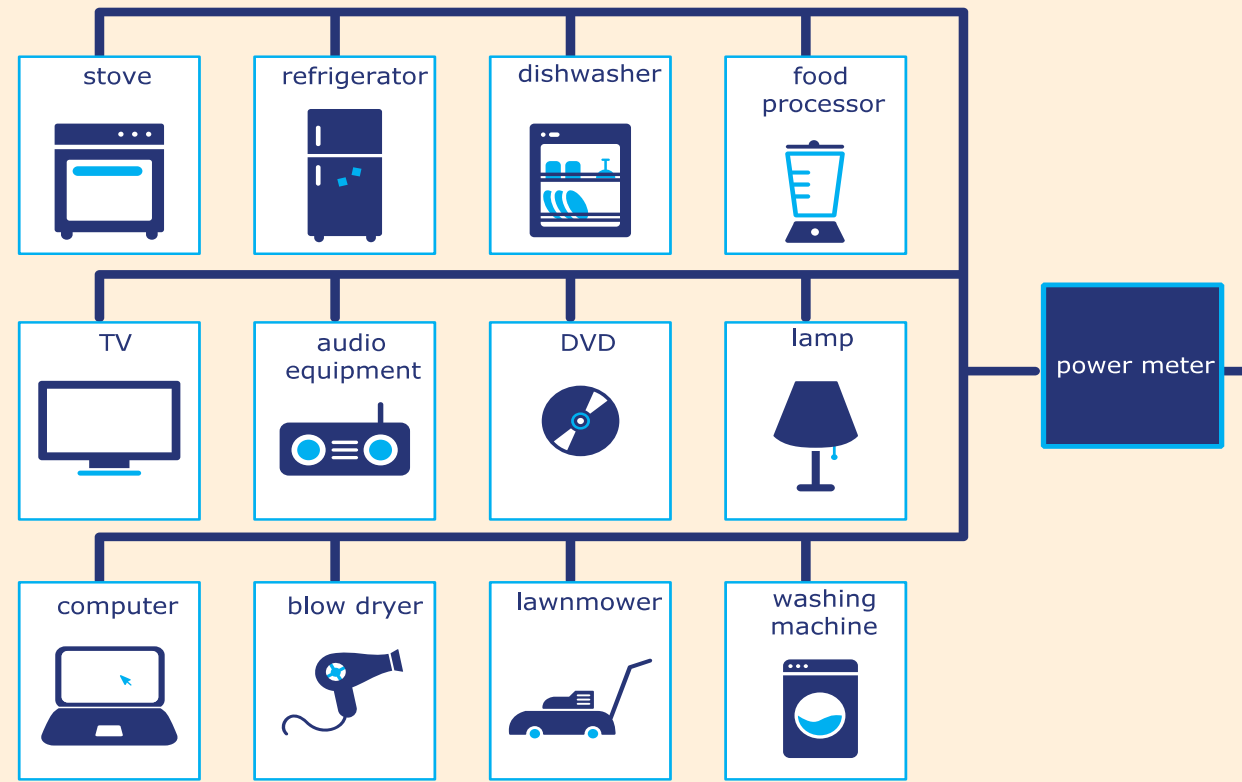 stove
refrigerator
dishwasher
food
processor
TV
audio
equipment
DVD
lamp
power meter
computer
blow dryer
lawnmower
washing
machine